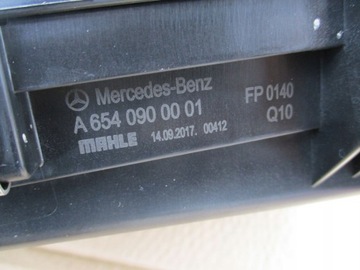 Mercedes-Benz
A 654 090 00 01
MAHLE 14.09.2017. 00412
FP 0140
Q10